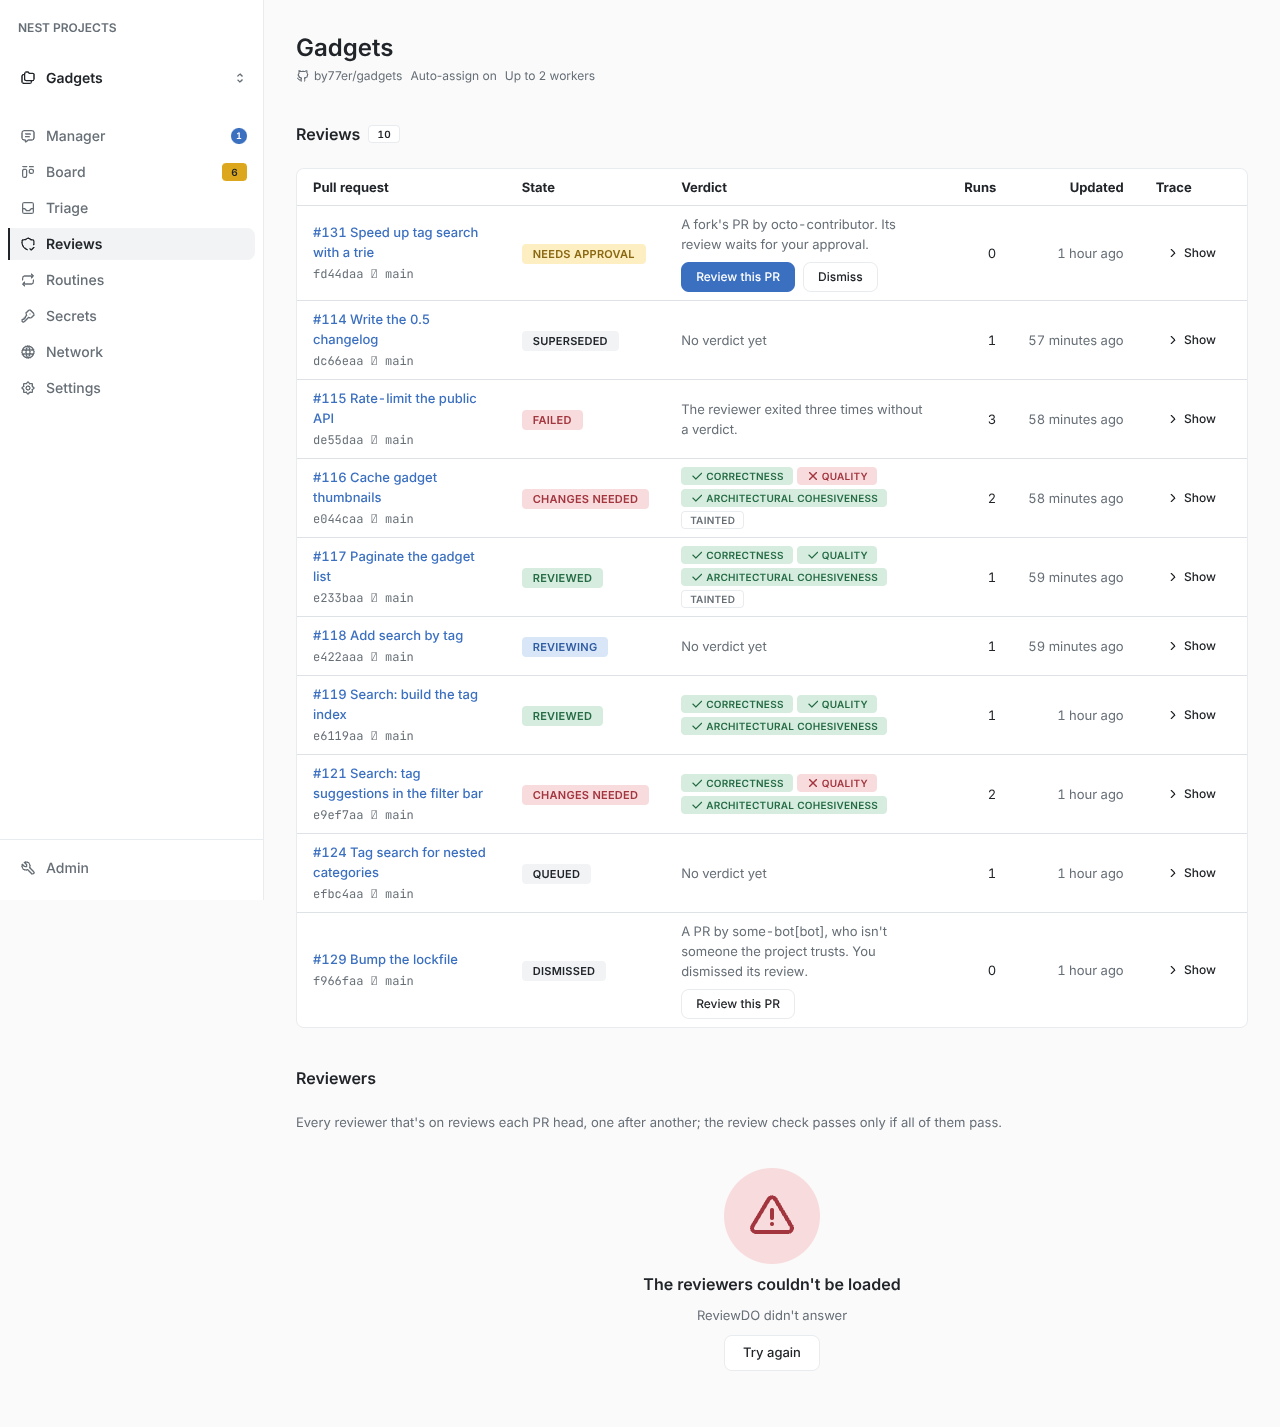 NEST PROJECTS
Gadgets
Manager
1
Board
6
Triage
Reviews
Routines
Secrets
Network
Settings
Admin
Gadgets
by77er/gadgets Auto-assign on Up to 2 workers
Reviews 10
Pull request State Verdict Runs Updated Trace
#131 Speed up tag search
with a trie
fd44daa main
NEEDS APPROVAL
A fork's PR by octo-contributor. Its
review waits for your approval.
Review this PR Dismiss
0 1 hour ago Show
#114 Write the 0.5
changelog
dc66eaa main
SUPERSEDED
No verdict yet
1 57 minutes ago Show
#115 Rate-limit the public
API
de55daa main
FAILED
The reviewer exited three times without
a verdict.
3 58 minutes ago Show
#116 Cache gadget
thumbnails
e044caa main
CHANGES NEEDED
CORRECTNESS QUALITY
ARCHITECTURAL COHESIVENESS
TAINTED
2 58 minutes ago Show
#117 Paginate the gadget
list
e233baa main
REVIEWED
CORRECTNESS QUALITY
ARCHITECTURAL COHESIVENESS
TAINTED
1 59 minutes ago Show
#118 Add search by tag
e422aaa main
REVIEWING
No verdict yet
1 59 minutes ago Show
#119 Search: build the tag
index
e6119aa main
REVIEWED
CORRECTNESS QUALITY
ARCHITECTURAL COHESIVENESS
1 1 hour ago Show
#121 Search: tag
suggestions in the filter bar
e9ef7aa main
CHANGES NEEDED
CORRECTNESS QUALITY
ARCHITECTURAL COHESIVENESS
2 1 hour ago Show
#124 Tag search for nested
categories
efbc4aa main
QUEUED
No verdict yet
1 1 hour ago Show
#129 Bump the lockfile
f966faa main
DISMISSED
A PR by some-bot[bot], who isn't
someone the project trusts. You
dismissed its review.
Review this PR
0 1 hour ago Show
Reviewers
Every reviewer that's on reviews each PR head, one after another; the review check passes only if all of them pass.
The reviewers couldn't be loaded
ReviewDO didn't answer
Try again